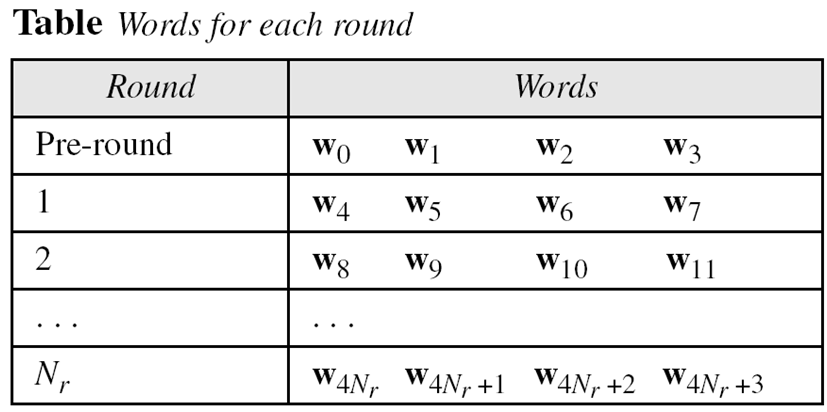 Table Words for each round
Round Words
Pre-round w₀ w₁ w₂ w₃
1 w₄ w₅ w₆ w₇
2 w₈ w₉ w₁₀ w₁₁
. . . . . .
Nᵣ w₄Nᵣ w₄Nᵣ₊₁ w₄Nᵣ₊₂ w₄Nᵣ₊₃